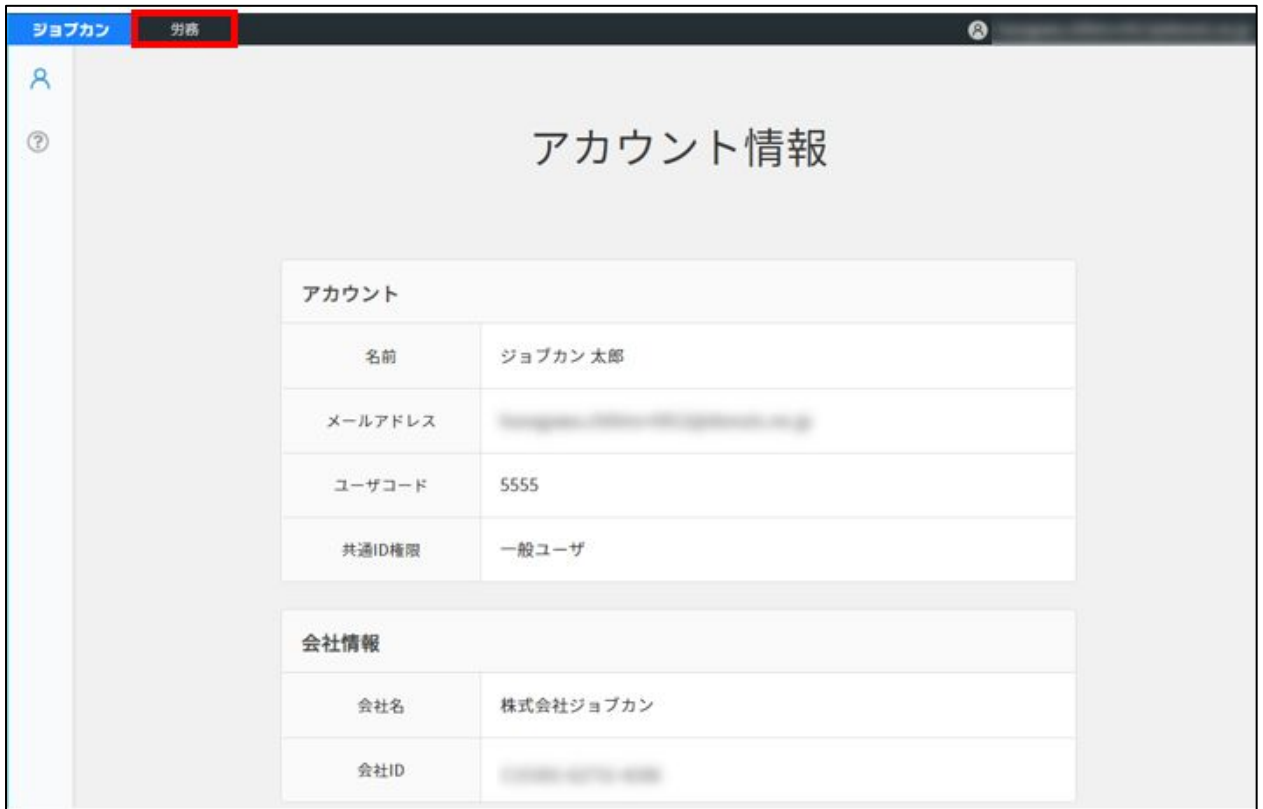 ジョブカン 労務
アカウント情報
アカウント
名前 ジョブカン 太郎
メールアドレス
ユーザコード 5555
共通ID権限 一般ユーザ
会社情報
会社名 株式会社ジョブカン
会社ID